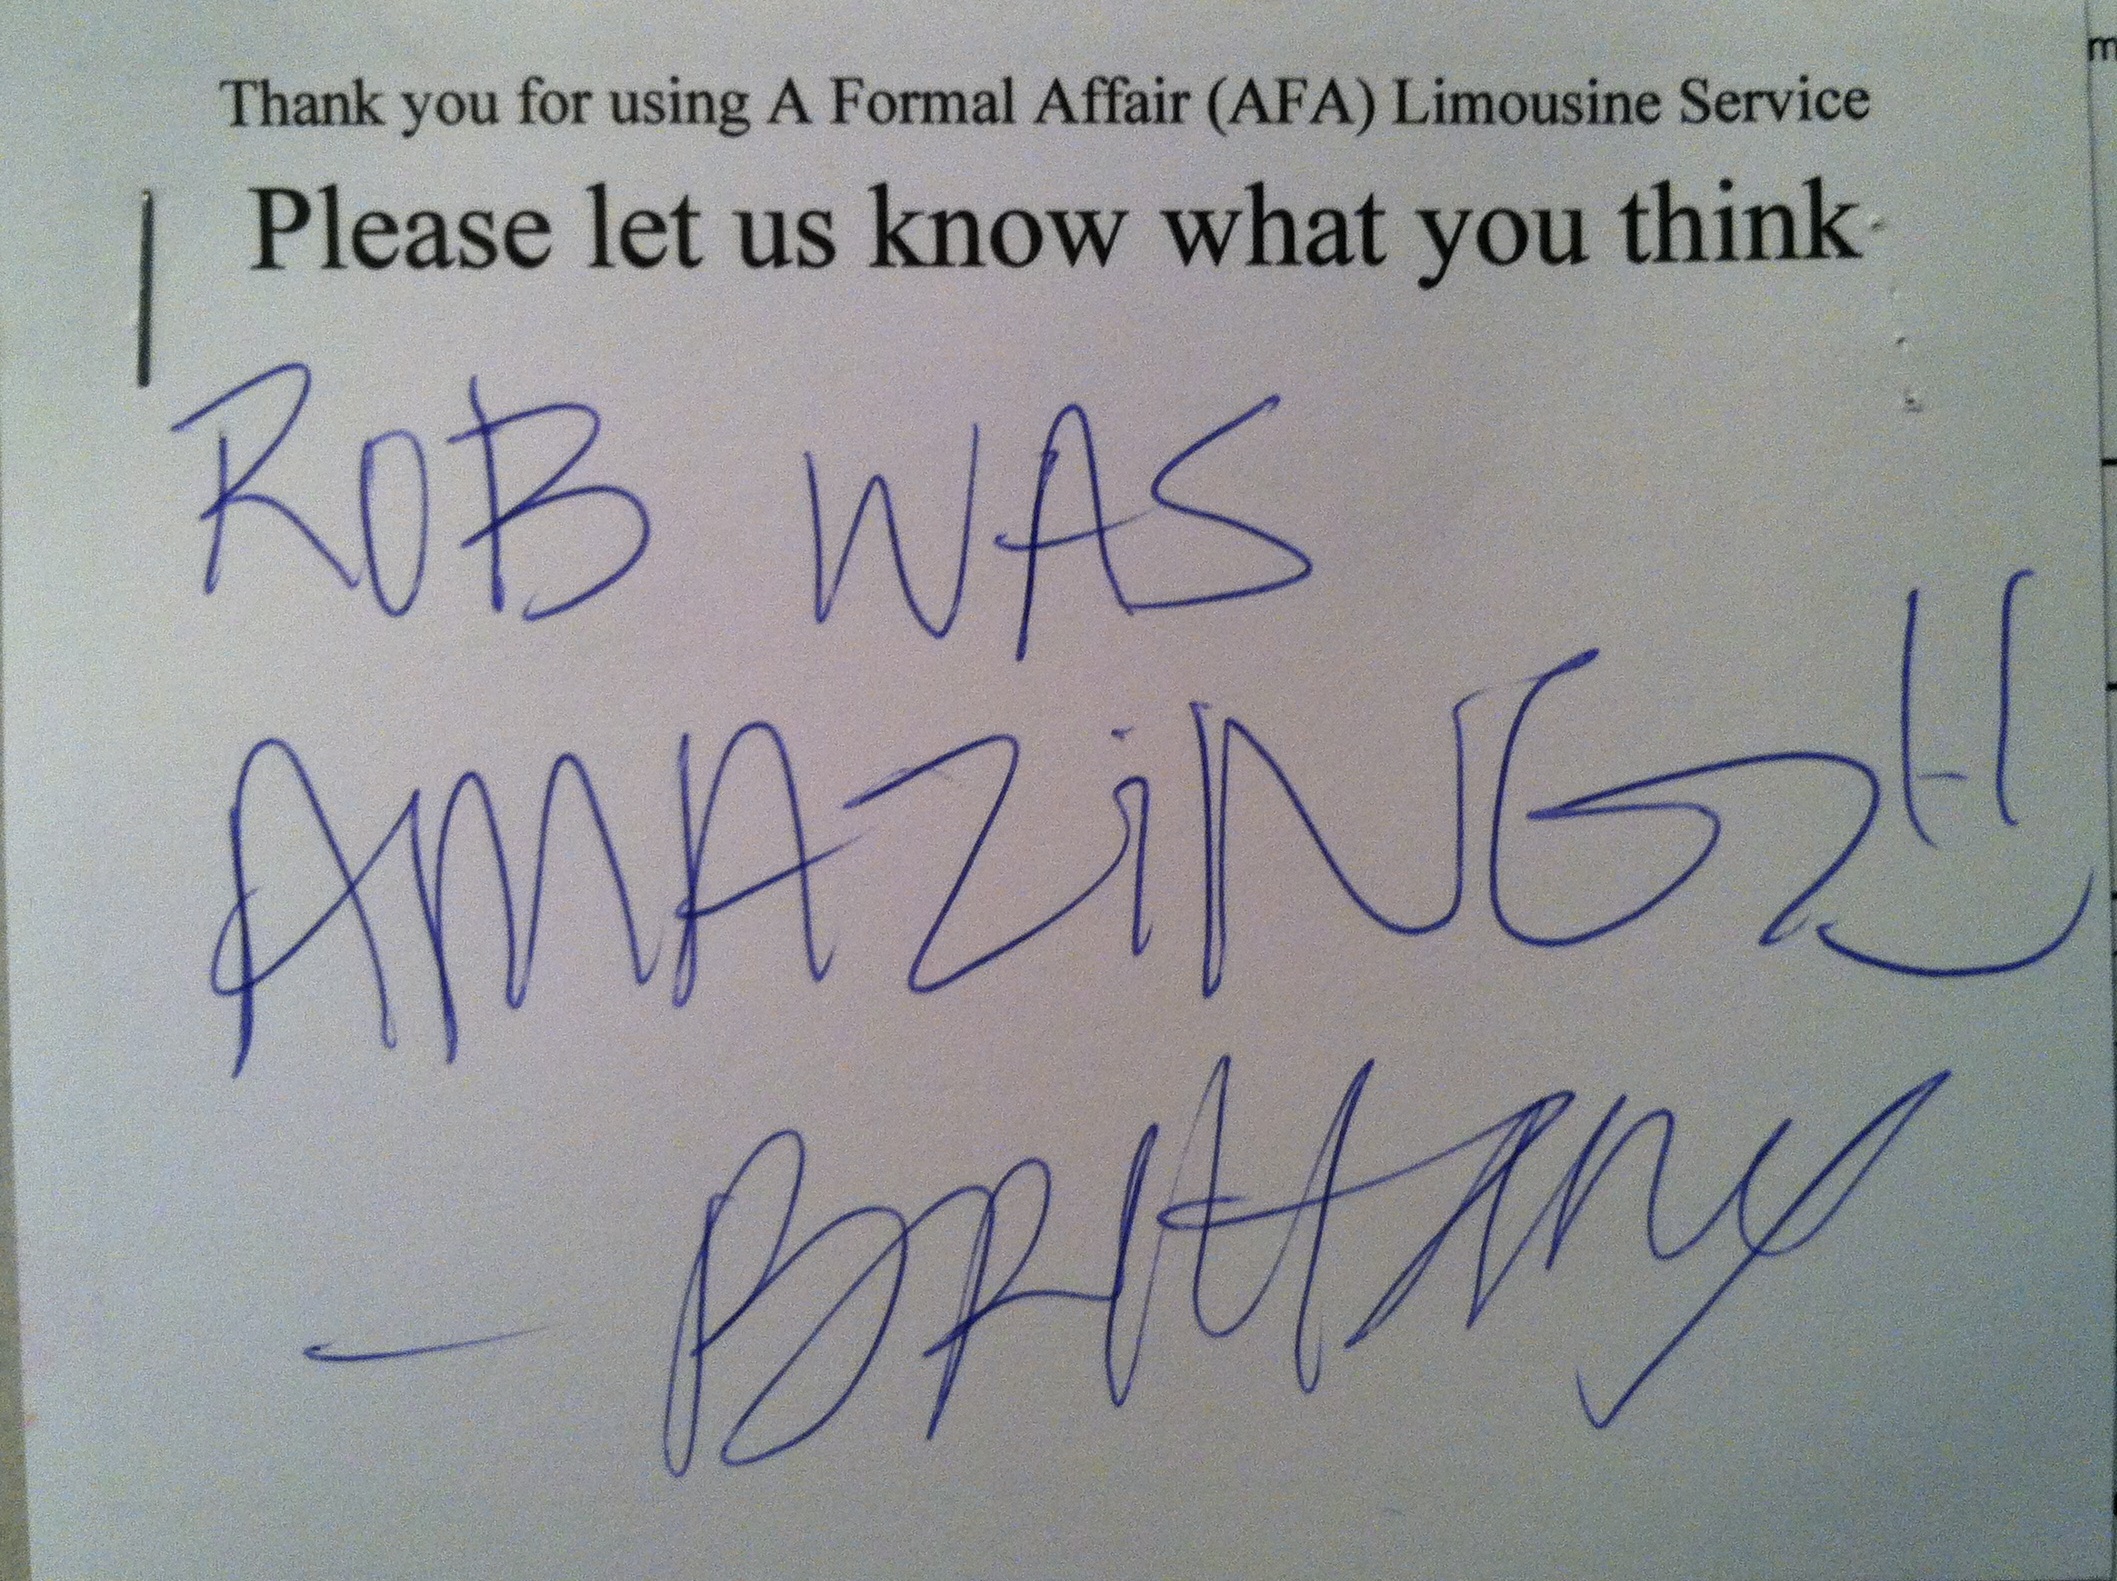 Thank you for using A Formal Affair (AFA) Limousine Service
Please let us know what you think
ROB WAS
AMAZiNG!!
— BRIttANy